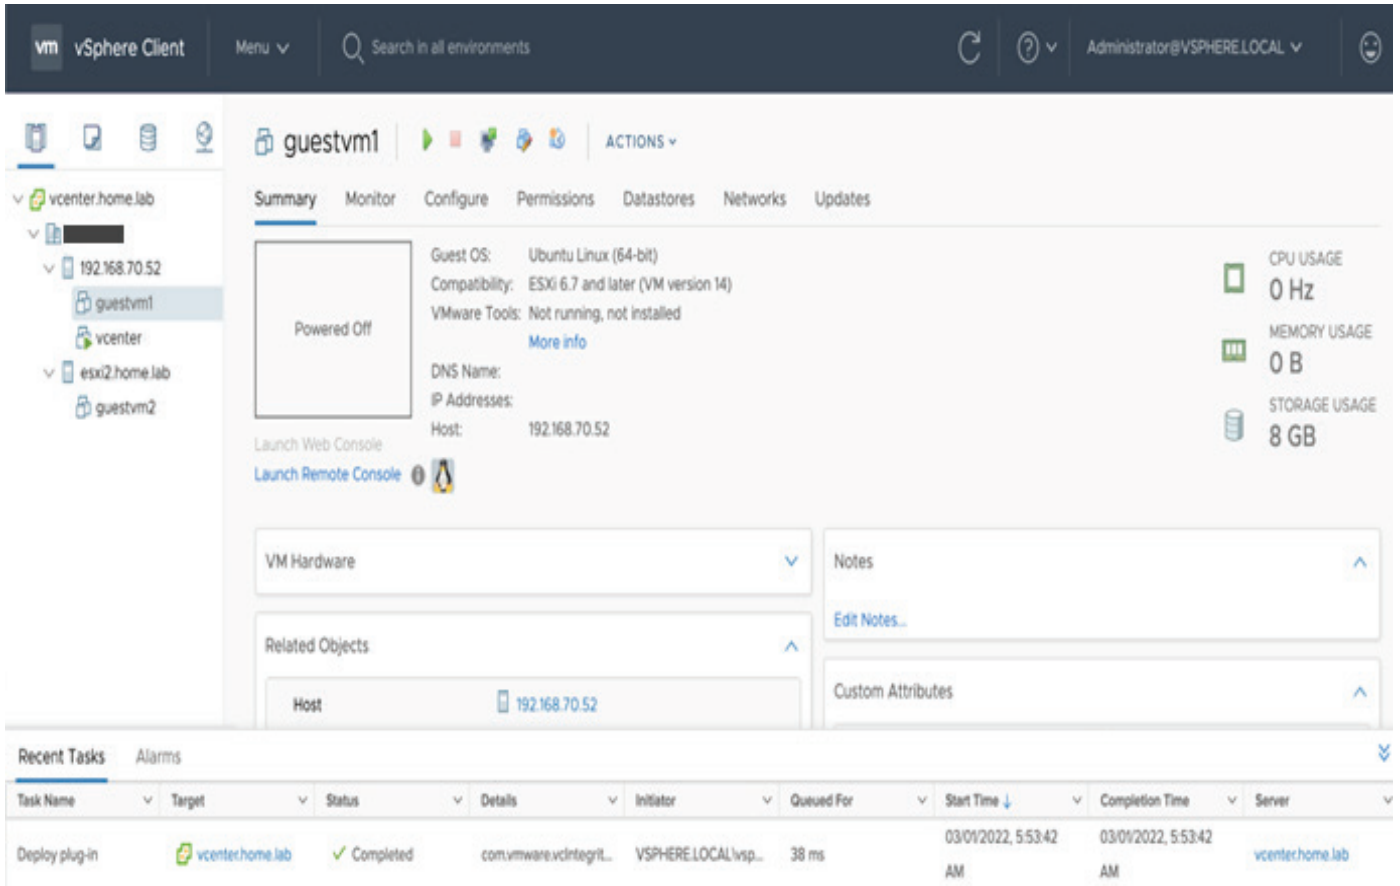 vm vSphere Client Menu Search in all environments Administrator@VSPHERE.LOCAL
guestvm1 ACTIONS
Summary Monitor Configure Permissions Datastores Networks Updates
vcenter.home.lab
192.168.70.52
guestvm1
vcenter
esxi2.home.lab
guestvm2
Powered Off
Launch Web Console
Launch Remote Console
Guest OS: Ubuntu Linux (64-bit)
Compatibility: ESXi 6.7 and later (VM version 14)
VMware Tools: Not running, not installed
More info
DNS Name:
IP Addresses:
Host: 192.168.70.52
CPU USAGE
0 Hz
MEMORY USAGE
0 B
STORAGE USAGE
8 GB
VM Hardware
Related Objects
Host 192.168.70.52
Notes
Edit Notes...
Custom Attributes
Recent Tasks Alarms
Task Name Target Status Details Initiator Queued For Start Time Completion Time Server
Deploy plug-in vcenter.home.lab Completed com.vmware.vcIntegrit... VSPHERE.LOCAL\vsp... 38 ms 03/01/2022, 5:53:42 AM 03/01/2022, 5:53:42 AM vcenter.home.lab